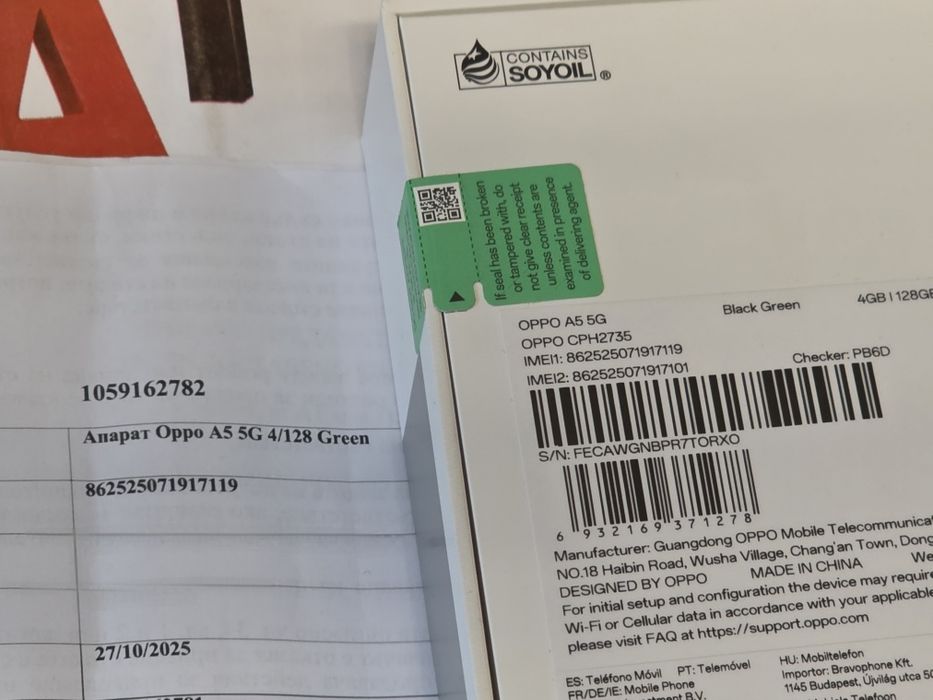 CONTAINS
SOYOIL ®
If seal has been broken
or tampered with, do
not give clear receipt
unless contents are
examined in presence
of delivering agent.
OPPO A5 5G Black Green 4GB | 128GB
OPPO CPH2735
IMEI1: 862525071917119
IMEI2: 862525071917101 Checker: PB6D
S/N: FECAWGNBPR7TORXO
6 932169 371278
Manufacturer: Guangdong OPPO Mobile
NO.18 Haibin Road, Wusha Village, Chang'an Town,
DESIGNED BY OPPO MADE IN CHINA
For initial setup and configuration the device may require
Wi-Fi or Cellular data in accordance with your applicable
please visit FAQ at https://support.oppo.com
ES: Teléfono Móvil PT: Telemóvel
FR/DE/IE: Mobile Phone
HU: Mobiltelefon
Importor: Bravophone Kft.
1145 Budapest, Újvilág utca
1059162782
Апарат Oppo A5 5G 4/128 Green
862525071917119
27/10/2025